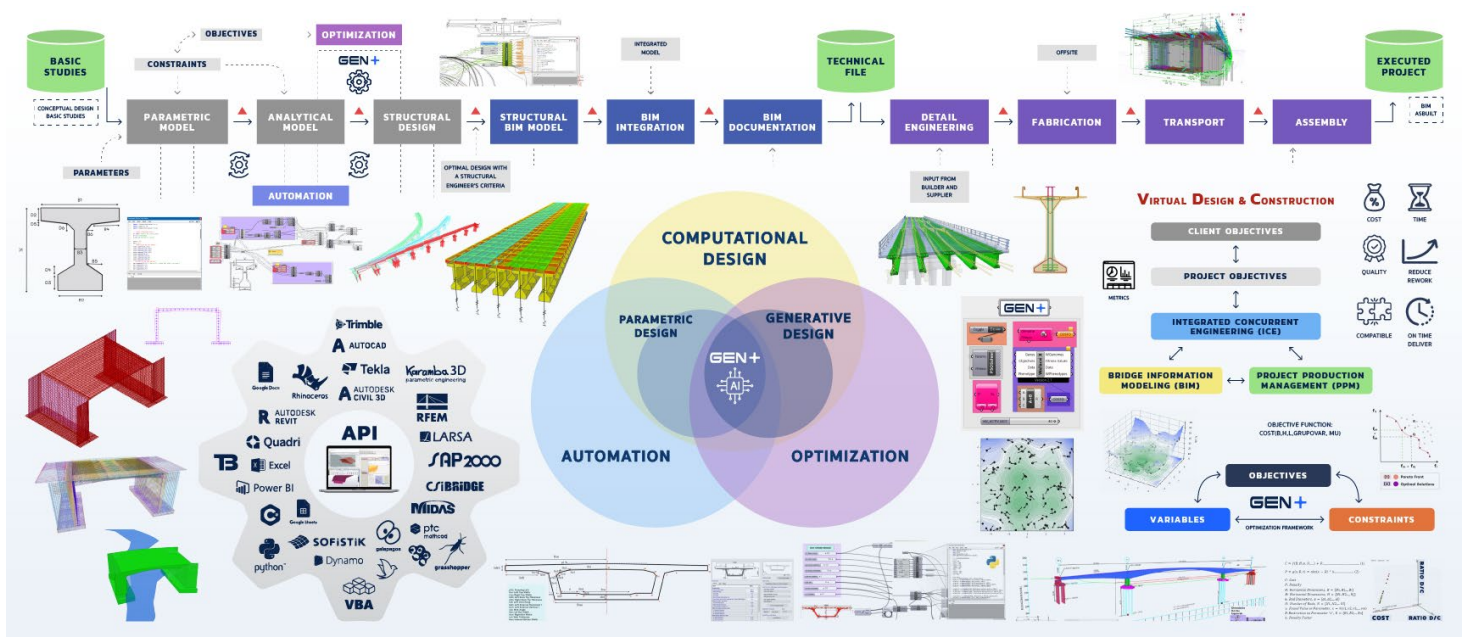 BASIC
STUDIES
CONCEPTUAL DESIGN
BASIC STUDIES
OBJECTIVES
CONSTRAINTS
OPTIMIZATION
GEN+
PARAMETRIC
MODEL
ANALYTICAL
MODEL
STRUCTURAL
DESIGN
STRUCTURAL
BIM MODEL
INTEGRATED
MODEL
BIM
INTEGRATION
BIM
DOCUMENTATION
TECHNICAL
FILE
DETAIL
ENGINEERING
OFFSITE
FABRICATION
TRANSPORT
ASSEMBLY
EXECUTED
PROJECT
BIM
ASBUILT
PARAMETERS
AUTOMATION
OPTIMAL DESIGN WITH
A STRUCTURAL
ENGINEER'S CRITERIA
INPUT FROM
BUILDER AND
SUPPLIER
COMPUTATIONAL
DESIGN
PARAMETRIC
DESIGN
GENERATIVE
DESIGN
GEN+
AI
AUTOMATION
OPTIMIZATION
Trimble
AUTOCAD
Google Docs
Rhinoceros
Tekla
AUTODESK
CIVIL 3D
Karamba3D
parametric engineering
AUTODESK
REVIT
RFEM
Quadri
API
LARSA
Excel
SAP2000
Power BI
CSiBRIDGE
Google Sheets
MIDAS
ptc
mathcad
python
SOFiSTiK
Dynamo
galapagos
grasshopper
VBA
VIRTUAL DESIGN & CONSTRUCTION
CLIENT OBJECTIVES
PROJECT OBJECTIVES
METRICS
INTEGRATED CONCURRENT
ENGINEERING (ICE)
BRIDGE INFORMATION
MODELING (BIM)
PROJECT PRODUCTION
MANAGEMENT (PPM)
COST
TIME
QUALITY
REDUCE
REWORK
COMPATIBLE
ON TIME
DELIVER
GEN+
OBJECTIVE FUNCTION:
COST(B,H,L,GRUPOVAR, MU)
OBJECTIVES
GEN+
OPTIMIZATION FRAMEWORK
VARIABLES
CONSTRAINTS
Pareto front
Optimal Solutions
RATIO D/C
COST
RATIO D/C